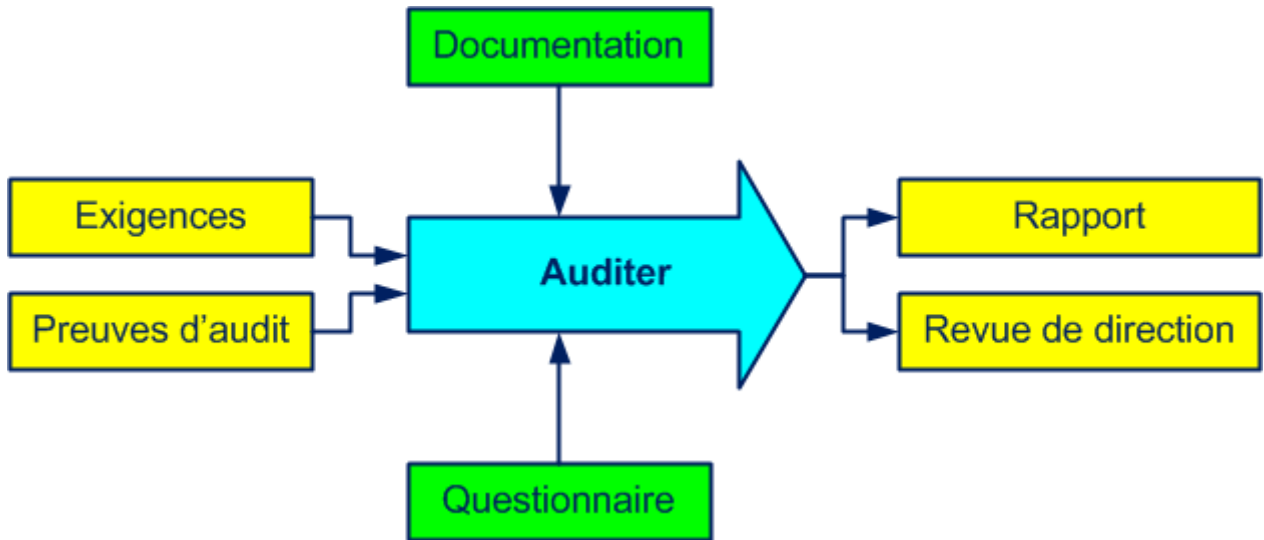 Documentation
Exigences
Preuves d’audit
Auditer
Rapport
Revue de direction
Questionnaire